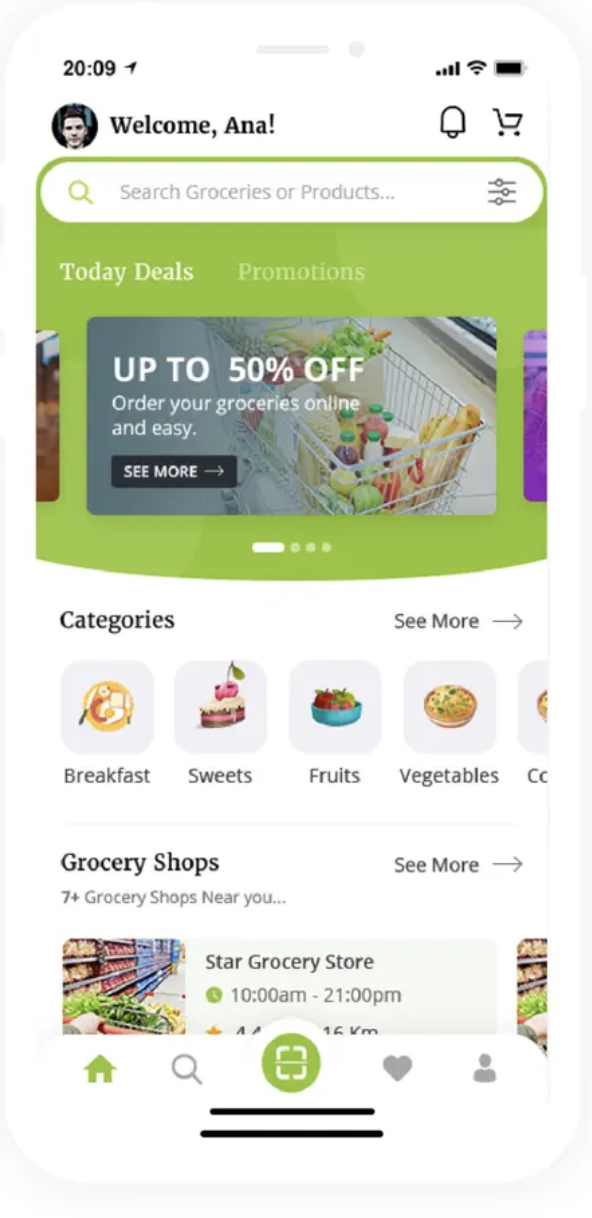 20:09
Welcome, Ana!
Search Groceries or Products...
Today Deals Promotions
UP TO 50% OFF
Order your groceries online
and easy.
SEE MORE
Categories See More
Breakfast Sweets Fruits Vegetables Co
Grocery Shops See More
7+ Grocery Shops Near you...
Star Grocery Store
10:00am - 21:00pm
4.4 16 Km